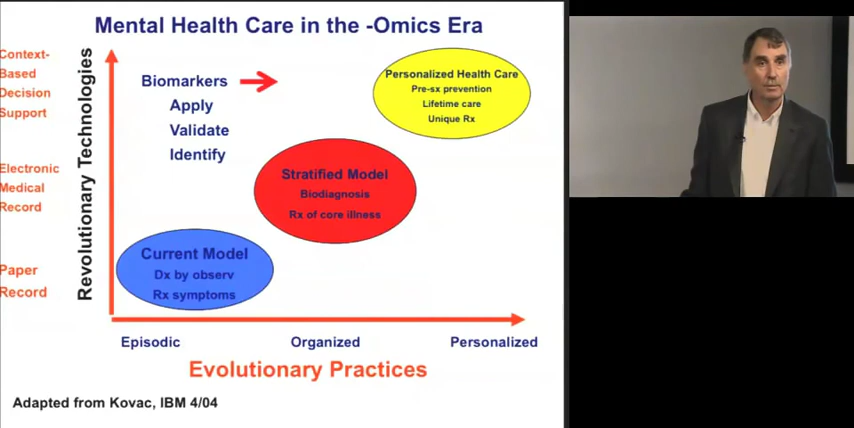 Mental Health Care in the -Omics Era
Context-
Based
Decision
Support
Electronic
Medical
Record
Paper
Record
Revolutionary Technologies
Biomarkers
Apply
Validate
Identify
Personalized Health Care
Pre-sx prevention
Lifetime care
Unique Rx
Stratified Model
Biodiagnosis
Rx of core illness
Current Model
Dx by observ
Rx symptoms
Episodic
Organized
Personalized
Evolutionary Practices
Adapted from Kovac, IBM 4/04